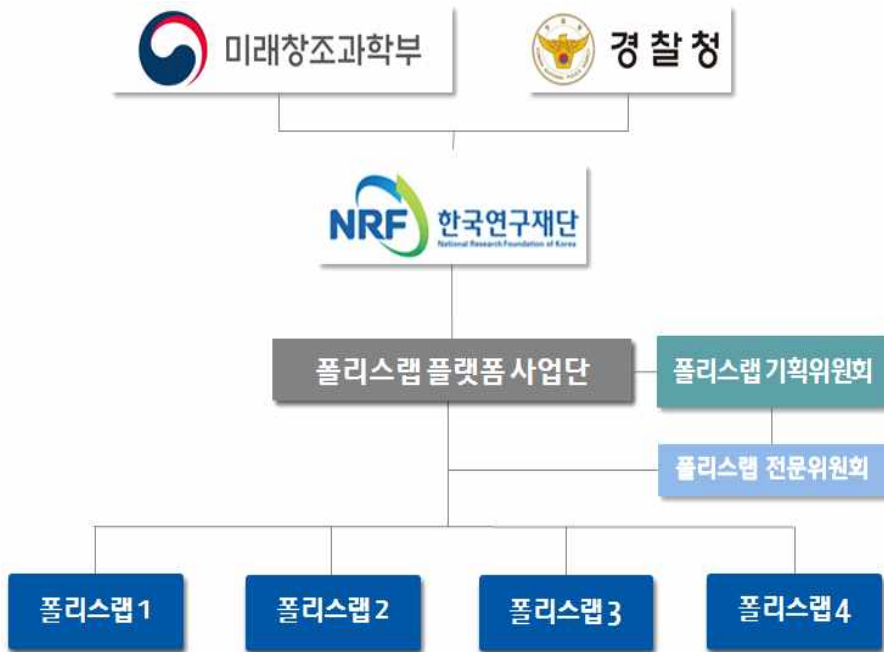 미래창조과학부
경찰청
NRF 한국연구재단
National Research Foundation of Korea
폴리스랩 플랫폼 사업단
폴리스랩 기획위원회
폴리스랩 전문위원회
폴리스랩 1
폴리스랩 2
폴리스랩 3
폴리스랩 4